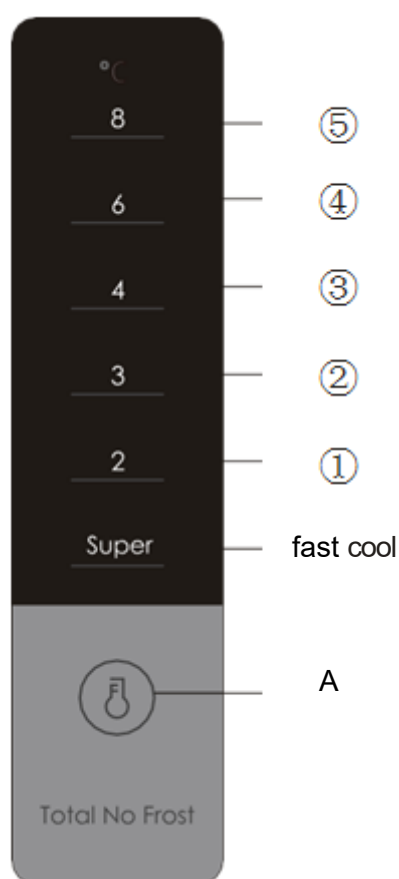 °C
8 ⑤
6 ④
4 ③
3 ②
2 ①
Super fast cool
A
Total No Frost